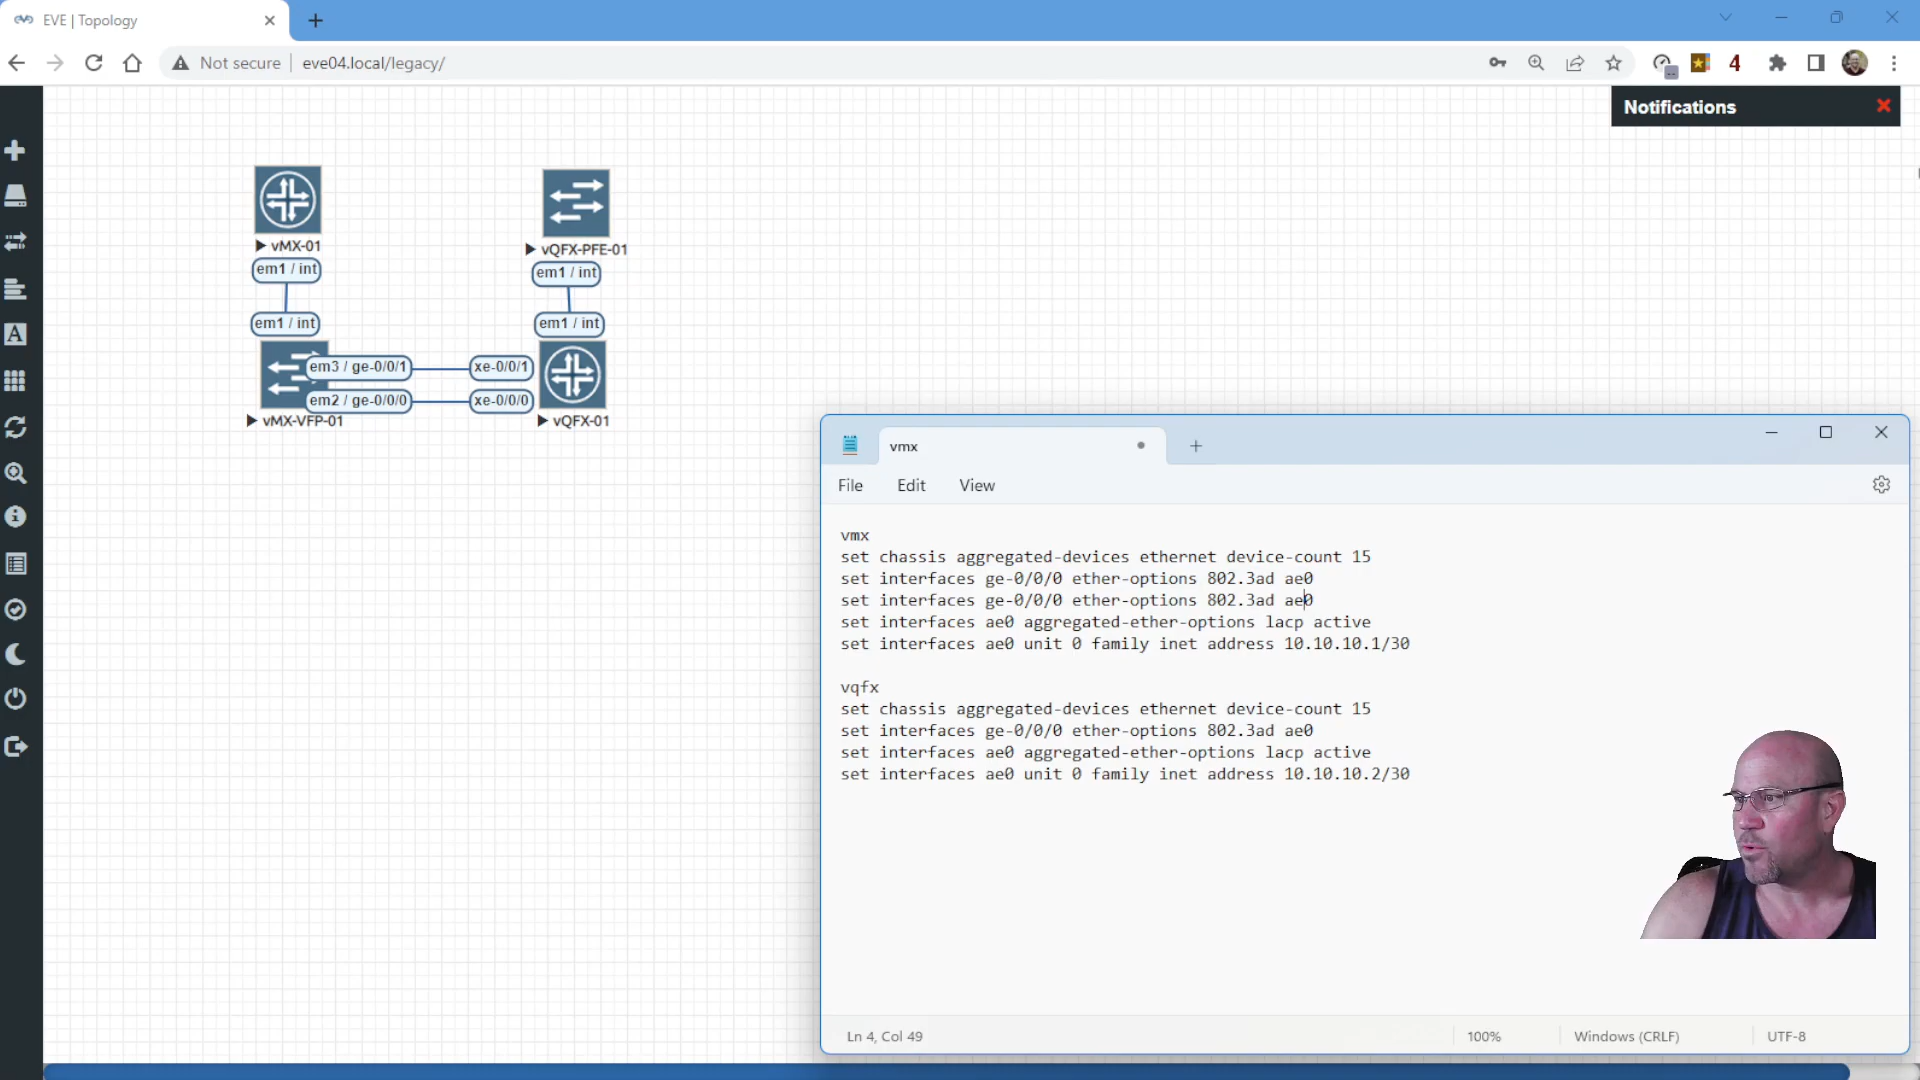 EVE | Topology
Not secure
eve04.local/legacy/
4
Notifications
vMX-01
em1 / int
em1 / int
vQFX-PFE-01
em1 / int
em1 / int
em3 / ge-0/0/1
xe-0/0/1
em2 / ge-0/0/0
xe-0/0/0
vMX-VFP-01
vQFX-01
A
vmx
File
Edit
View
vmx
set chassis aggregated-devices ethernet device-count 15
set interfaces ge-0/0/0 ether-options 802.3ad ae0
set interfaces ge-0/0/0 ether-options 802.3ad ae0
set interfaces ae0 aggregated-ether-options lacp active
set interfaces ae0 unit 0 family inet address 10.10.10.1/30
vqfx
set chassis aggregated-devices ethernet device-count 15
set interfaces ge-0/0/0 ether-options 802.3ad ae0
set interfaces ae0 aggregated-ether-options lacp active
set interfaces ae0 unit 0 family inet address 10.10.10.2/30
Ln 4, Col 49
100%
Windows (CRLF)
UTF-8